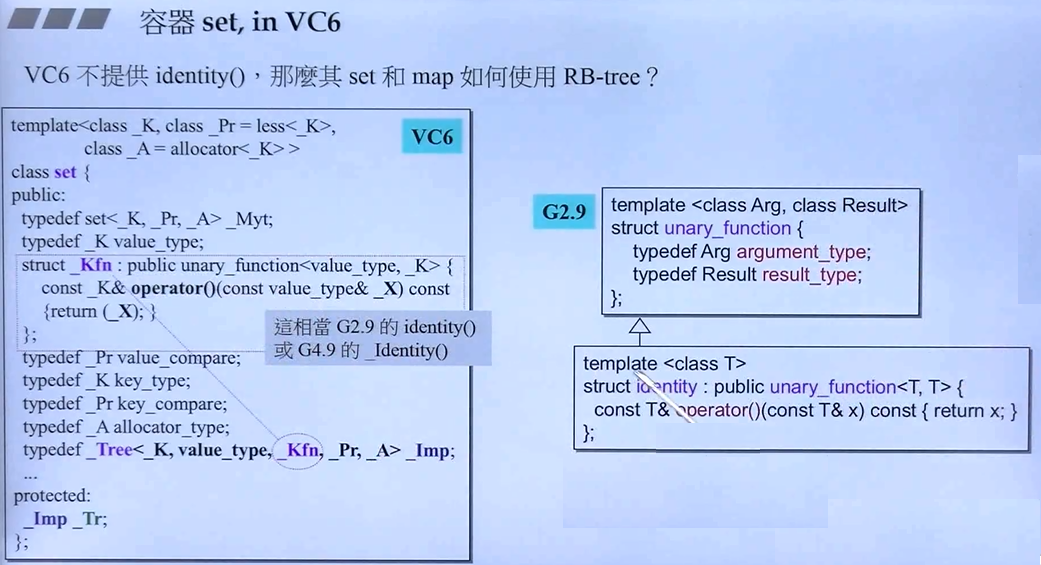 容器 set, in VC6
VC6 不提供 identity()，那麼其 set 和 map 如何使用 RB-tree？
template<class _K, class _Pr = less<_K>,
class _A = allocator<_K> >
VC6
class set {
public:
typedef set<_K, _Pr, _A> _Myt;
typedef _K value_type;
struct _Kfn : public unary_function<value_type, _K> {
const _K& operator()(const value_type& _X) const
{return (_X); }
};
typedef _Pr value_compare;
typedef _K key_type;
typedef _Pr key_compare;
typedef _A allocator_type;
typedef _Tree<_K, value_type, _Kfn, _Pr, _A> _Imp;
...
protected:
_Imp _Tr;
};
這相當 G2.9 的 identity()
或 G4.9 的 _Identity()
G2.9
template <class Arg, class Result>
struct unary_function {
typedef Arg argument_type;
typedef Result result_type;
};
template <class T>
struct identity : public unary_function<T, T> {
const T& operator()(const T& x) const { return x; }
};